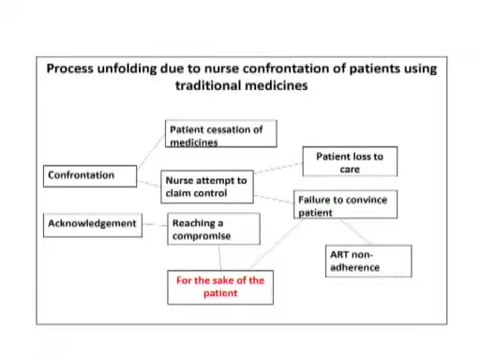 Process unfolding due to nurse confrontation of patients using
traditional medicines
Patient cessation of
medicines
Patient loss to
care
Confrontation
Nurse attempt to
claim control
Failure to convince
patient
Acknowledgement
Reaching a
compromise
ART non-
adherence
For the sake of the
patient